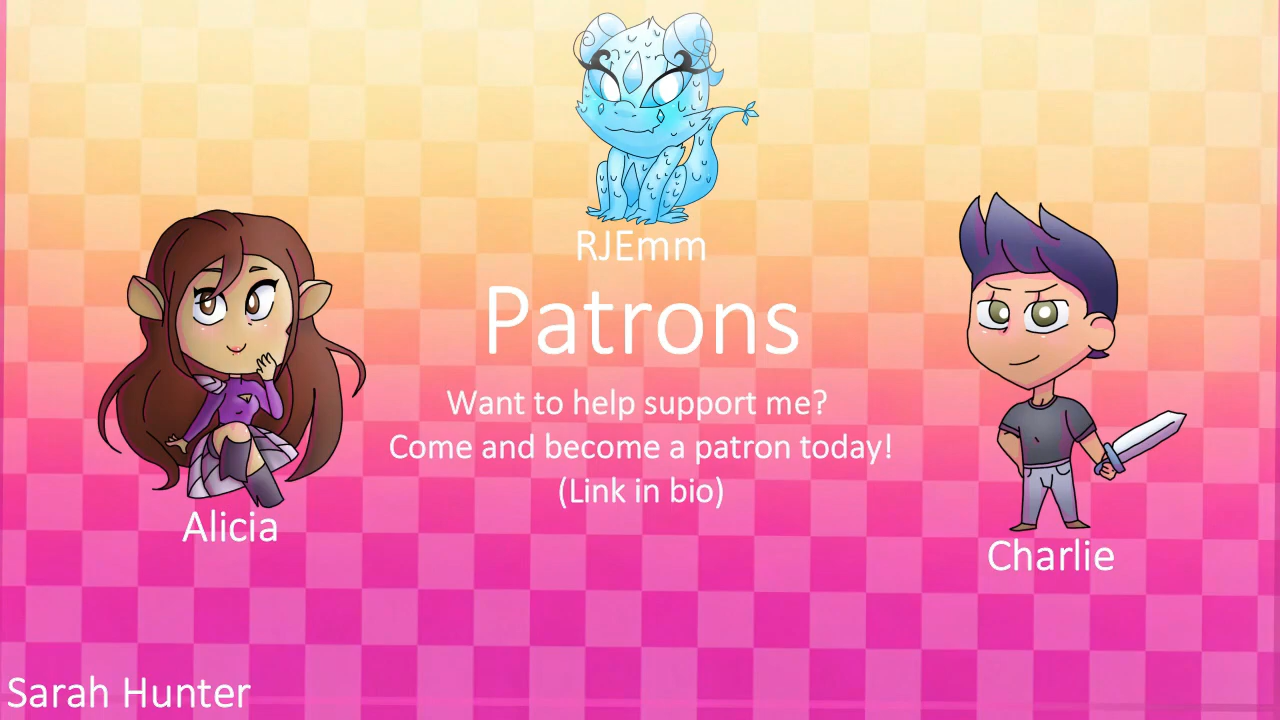 RJEmm
Patrons
Want to help support me?
Come and become a patron today!
(Link in bio)
Alicia
Charlie
Sarah Hunter